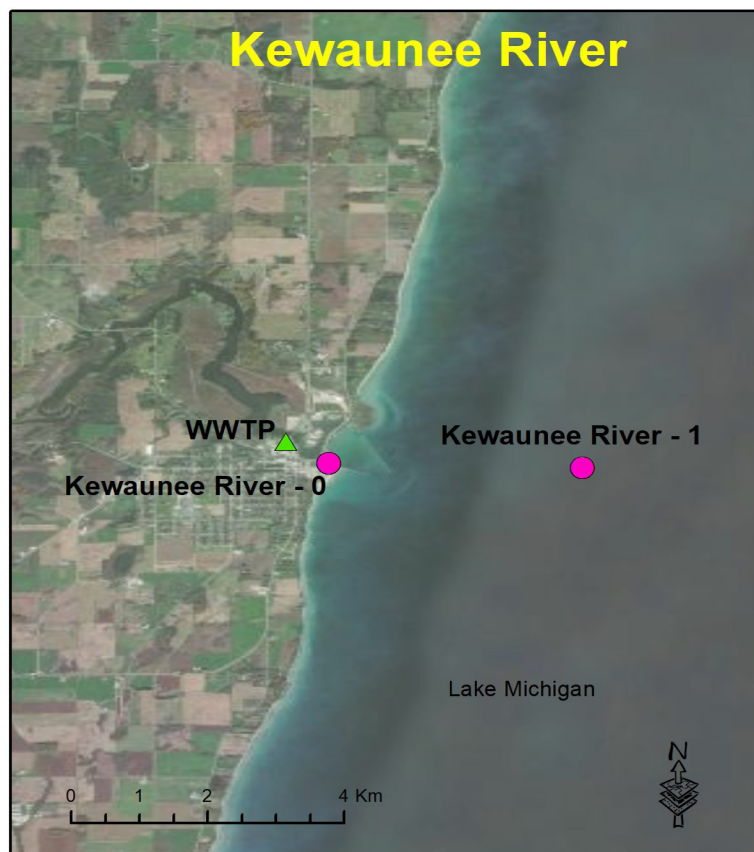 Kewaunee River
WWTP
Kewaunee River - 1
Kewaunee River - 0
Lake Michigan
N
0 1 2 4 Km